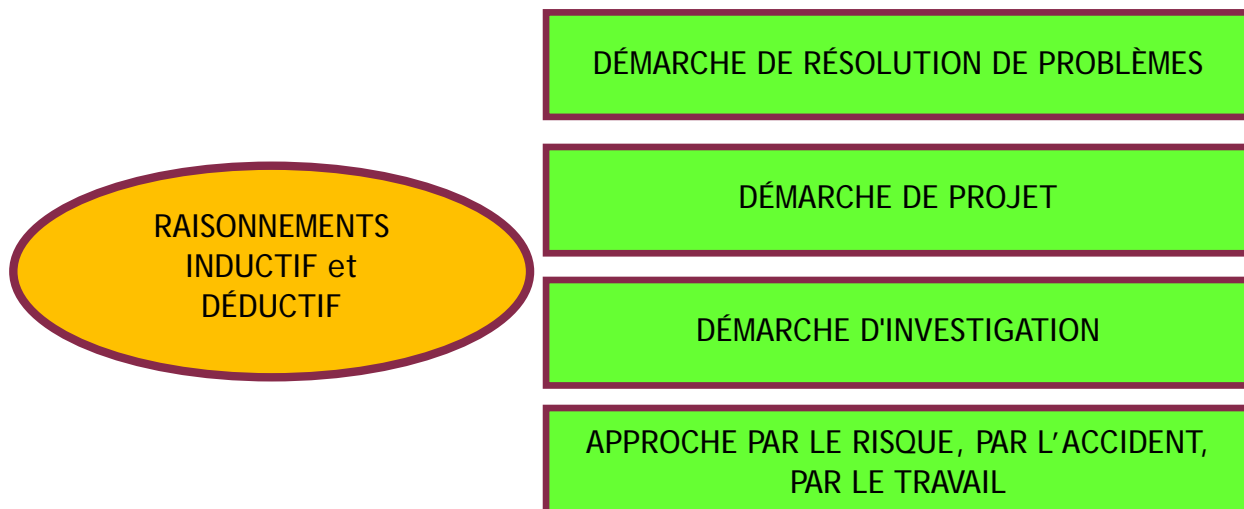 RAISONNEMENTS
INDUCTIF et
DÉDUCTIF
DÉMARCHE DE RÉSOLUTION DE PROBLÈMES
DÉMARCHE DE PROJET
DÉMARCHE D'INVESTIGATION
APPROCHE PAR LE RISQUE, PAR L’ACCIDENT,
PAR LE TRAVAIL